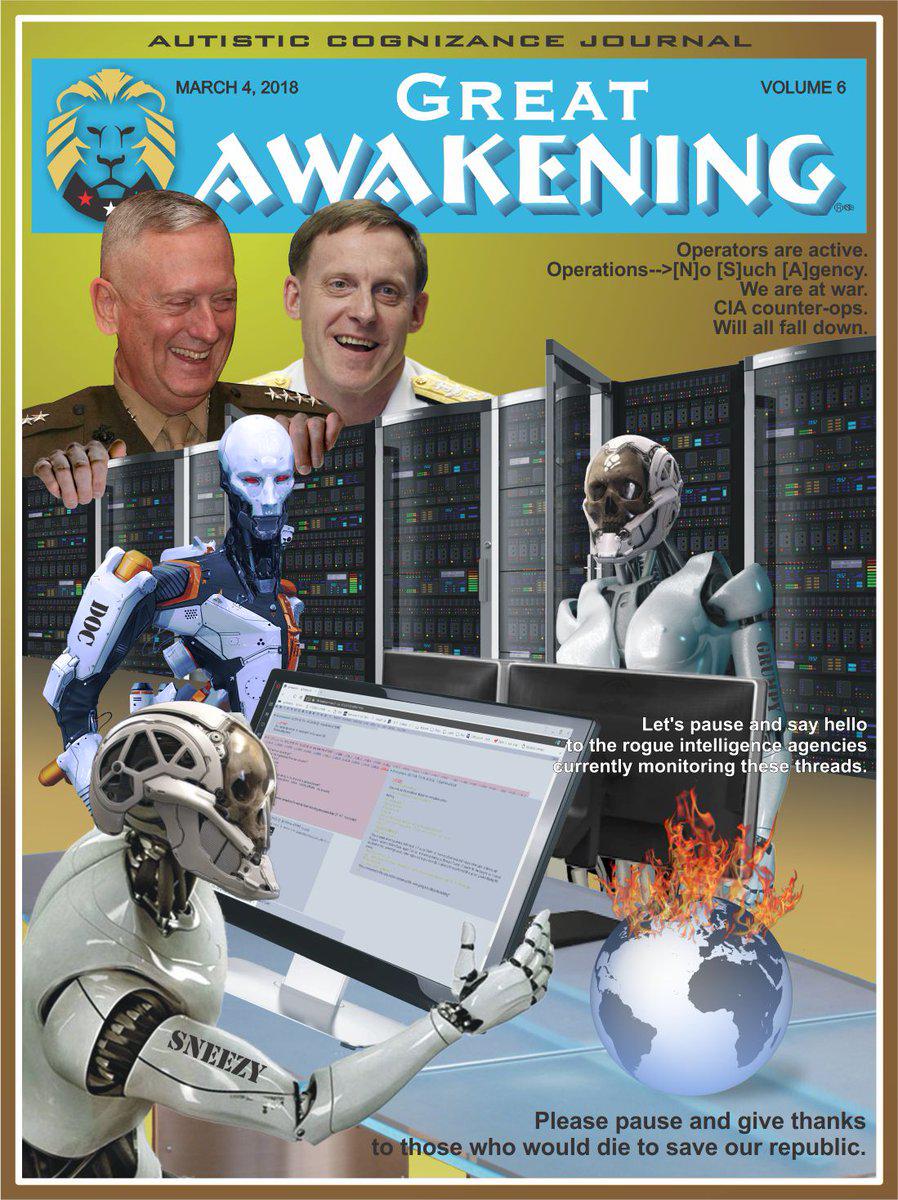 AUTISTIC COGNIZANCE JOURNAL
MARCH 4, 2018
VOLUME 6
GREAT
AWAKENING
Operators are active.
Operations-->[N]o [S]uch [A]gency.
We are at war.
CIA counter-ops.
Will all fall down.
DOC
GRUMPY
Let's pause and say hello
to the rogue intelligence agencies
currently monitoring these threads.
SNEEZY
Please pause and give thanks
to those who would die to save our republic.